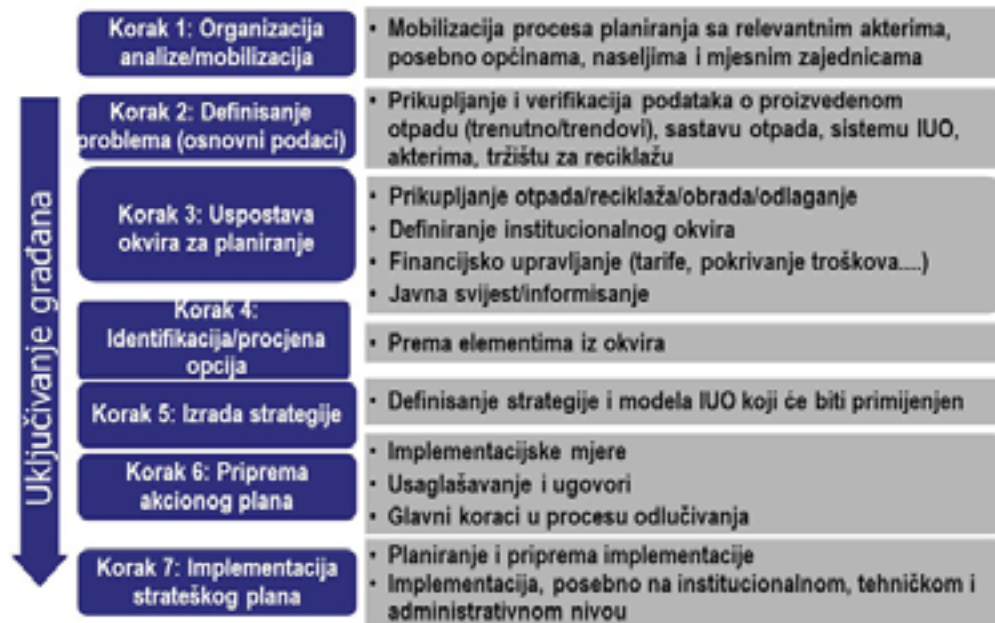 Uključivanje građana
Korak 1: Organizacija
analize/mobilizacija
• Mobilizacija procesa planiranja sa relevantnim akterima,
posebno općinama, naseljima i mjesnim zajednicama
Korak 2: Definisanje
problema (osnovni podaci)
• Prikupljanje i verifikacija podataka o proizvedenom
otpadu (trenutno/trendovi), sastavu otpada, sistemu IUO,
akterima, tržištu za reciklažu
Korak 3: Uspostava
okvira za planiranje
• Prikupljanje otpada/reciklaža/obrada/odlaganje
• Definiranje institucionalnog okvira
• Financijsko upravljanje (tarife, pokrivanje troškova....)
• Javna svijest/informisanje
Korak 4:
Identifikacija/procjena
opcija
• Prema elementima iz okvira
Korak 5: Izrada strategije
• Definisanje strategije i modela IUO koji će biti primijenjen
Korak 6: Priprema
akcionog plana
• Implementacijske mjere
• Usaglašavanje i ugovori
• Glavni koraci u procesu odlučivanja
Korak 7: Implementacija
strateškog plana
• Planiranje i priprema implementacije
• Implementacija, posebno na institucionalnom, tehničkom i
administrativnom nivou